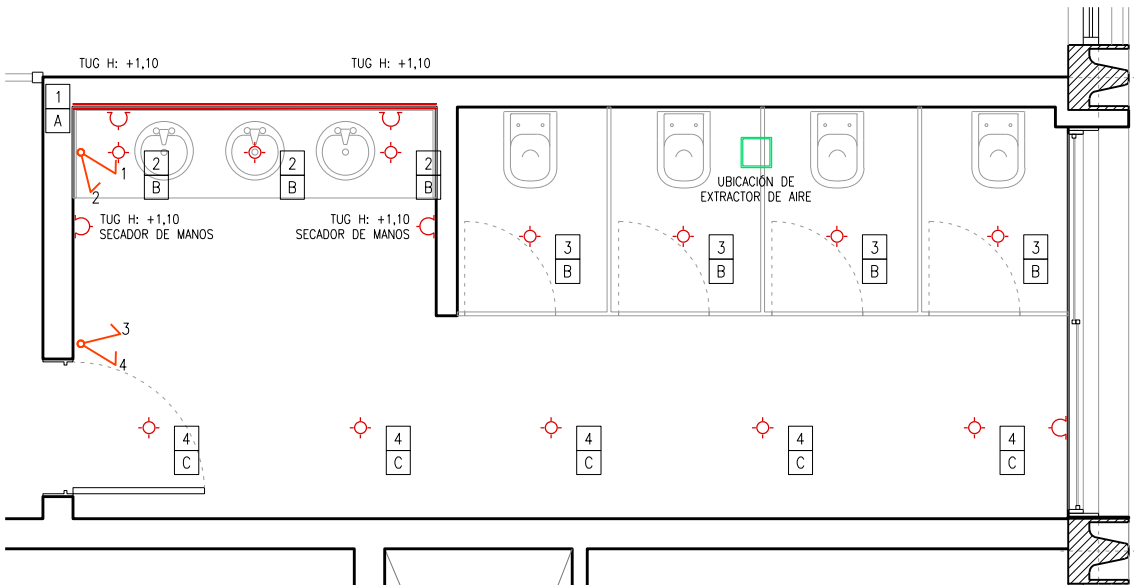 TUG H: +1,10
TUG H: +1,10
1
A
2
B
2
B
2
B
1
2
UBICACIÓN DE
EXTRACTOR DE AIRE
TUG H: +1,10
SECADOR DE MANOS
TUG H: +1,10
SECADOR DE MANOS
3
B
3
B
3
B
3
B
3
4
4
C
4
C
4
C
4
C
4
C